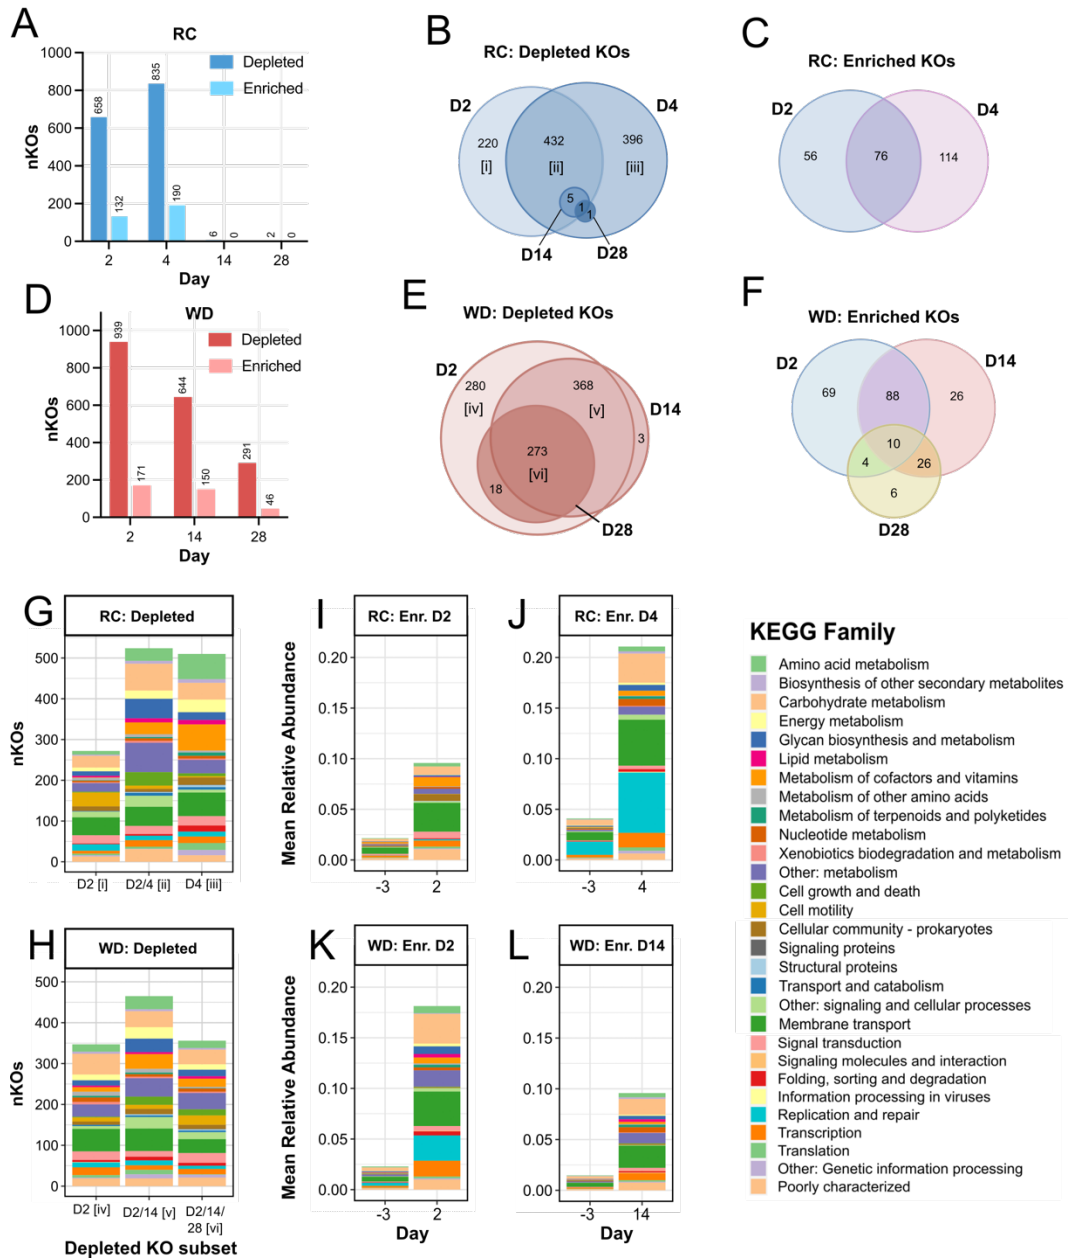 A
RC
Depleted
Enriched
nKOs
1000
800
600
400
200
0
658
132
835
190
6
0
2
0
2
4
14
28
Day
B
RC: Depleted KOs
D2
D4
220
[i]
432
[ii]
396
[iii]
5
1
1
D14
D28
C
RC: Enriched KOs
D2
D4
56
76
114
D
WD
Depleted
Enriched
nKOs
1000
800
600
400
200
0
939
171
644
150
291
46
2
14
28
Day
E
WD: Depleted KOs
D2
280
[iv]
368
[v]
D14
3
273
[vi]
18
D28
F
WD: Enriched KOs
D2
D14
69
88
26
10
4
26
6
D28
G
RC: Depleted
nKOs
500
400
300
200
100
0
D2 [i]
D2/4 [ii]
D4 [iii]
I
RC: Enr. D2
Mean Relative Abundance
0.20
0.15
0.10
0.05
0.00
-3
2
J
RC: Enr. D4
0.20
0.15
0.10
0.05
0.00
-3
4
H
WD: Depleted
nKOs
500
400
300
200
100
0
D2 [iv]
D2/14 [v]
D2/14/
28 [vi]
Depleted KO subset
K
WD: Enr. D2
Mean Relative Abundance
0.20
0.15
0.10
0.05
0.00
-3
2
Day
L
WD: Enr. D14
0.20
0.15
0.10
0.05
0.00
-3
14
Day
KEGG Family
Amino acid metabolism
Biosynthesis of other secondary metabolites
Carbohydrate metabolism
Energy metabolism
Glycan biosynthesis and metabolism
Lipid metabolism
Metabolism of cofactors and vitamins
Metabolism of other amino acids
Metabolism of terpenoids and polyketides
Nucleotide metabolism
Xenobiotics biodegradation and metabolism
Other: metabolism
Cell growth and death
Cell motility
Cellular community - prokaryotes
Signaling proteins
Structural proteins
Transport and catabolism
Other: signaling and cellular processes
Membrane transport
Signal transduction
Signaling molecules and interaction
Folding, sorting and degradation
Information processing in viruses
Replication and repair
Transcription
Translation
Other: Genetic information processing
Poorly characterized